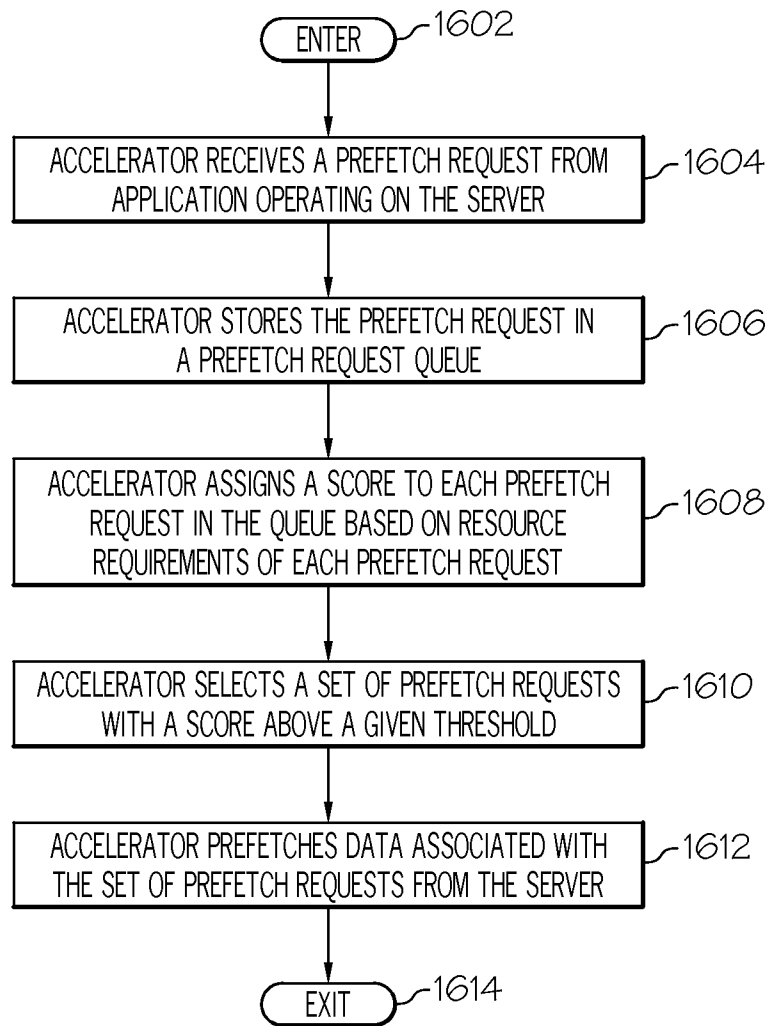 ENTER
1602
ACCELERATOR RECEIVES A PREFETCH REQUEST FROM
APPLICATION OPERATING ON THE SERVER
1604
ACCELERATOR STORES THE PREFETCH REQUEST IN
A PREFETCH REQUEST QUEUE
1606
ACCELERATOR ASSIGNS A SCORE TO EACH PREFETCH
REQUEST IN THE QUEUE BASED ON RESOURCE
REQUIREMENTS OF EACH PREFETCH REQUEST
1608
ACCELERATOR SELECTS A SET OF PREFETCH REQUESTS
WITH A SCORE ABOVE A GIVEN THRESHOLD
1610
ACCELERATOR PREFETCHES DATA ASSOCIATED WITH
THE SET OF PREFETCH REQUESTS FROM THE SERVER
1612
EXIT
1614